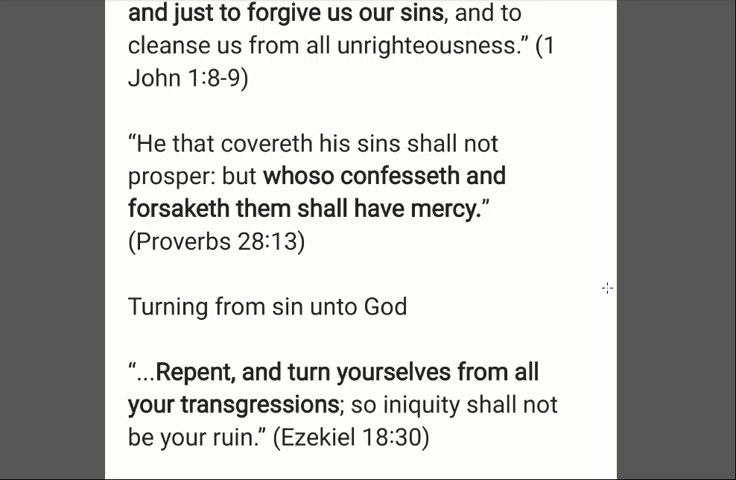 and just to forgive us our sins, and to
cleanse us from all unrighteousness.” (1
John 1:8-9)
“He that covereth his sins shall not
prosper: but whoso confesseth and
forsaketh them shall have mercy.”
(Proverbs 28:13)
Turning from sin unto God
“...Repent, and turn yourselves from all
your transgressions; so iniquity shall not
be your ruin.” (Ezekiel 18:30)